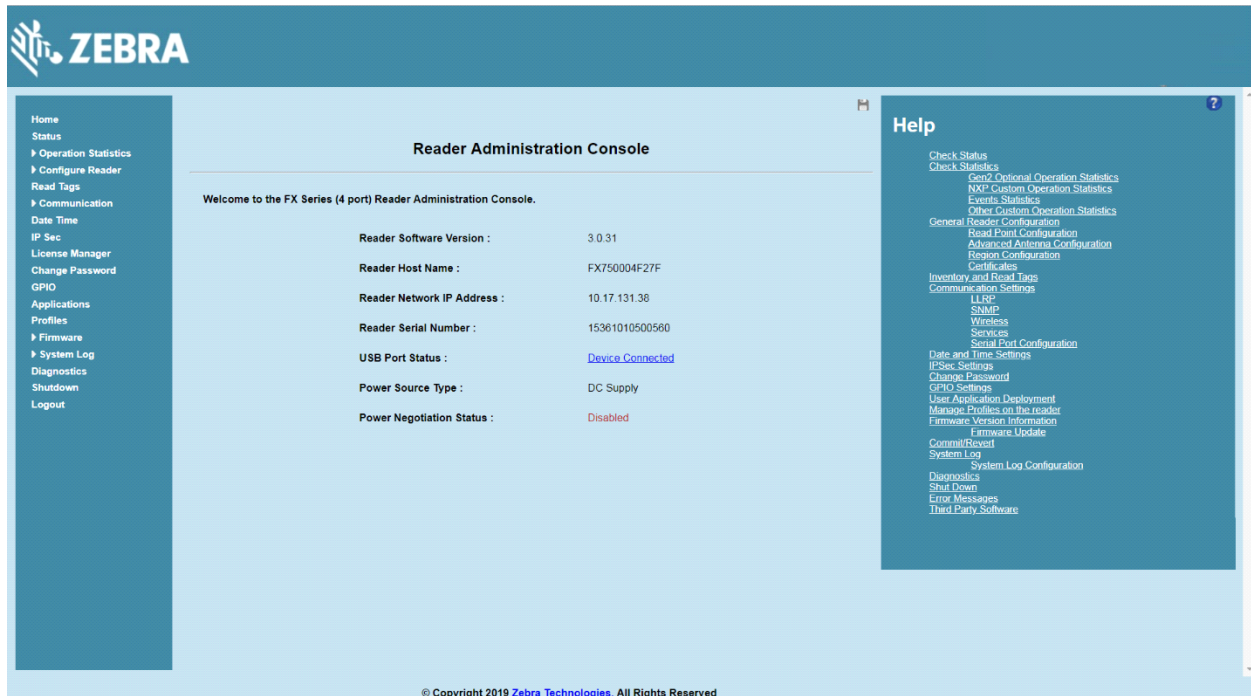 ZEBRA
Home
Status
Operation Statistics
Configure Reader
Read Tags
Communication
Date Time
IP Sec
License Manager
Change Password
GPIO
Applications
Profiles
Firmware
System Log
Diagnostics
Shutdown
Logout
Reader Administration Console
Welcome to the FX Series (4 port) Reader Administration Console.
Reader Software Version : 3.0.31
Reader Host Name : FX750004F27F
Reader Network IP Address : 10.17.131.38
Reader Serial Number : 15361010500560
USB Port Status : Device Connected
Power Source Type : DC Supply
Power Negotiation Status : Disabled
?
Help
Check Status
Check Statistics
Gen2 Optional Operation Statistics
NXP Custom Operation Statistics
Events Statistics
Other Custom Operation Statistics
General Reader Configuration
Read Point Configuration
Advanced Antenna Configuration
Region Configuration
Certificates
Inventory and Read Tags
Communication Settings
LLRP
SNMP
Wireless
Services
Serial Port Configuration
Date and Time Settings
IPSec Settings
Change Password
GPIO Settings
User Application Deployment
Manage Profiles on the reader
Firmware Version Information
Firmware Update
Commit/Revert
System Log
System Log Configuration
Diagnostics
Shut Down
Error Messages
Third Party Software
© Copyright 2019 Zebra Technologies. All Rights Reserved